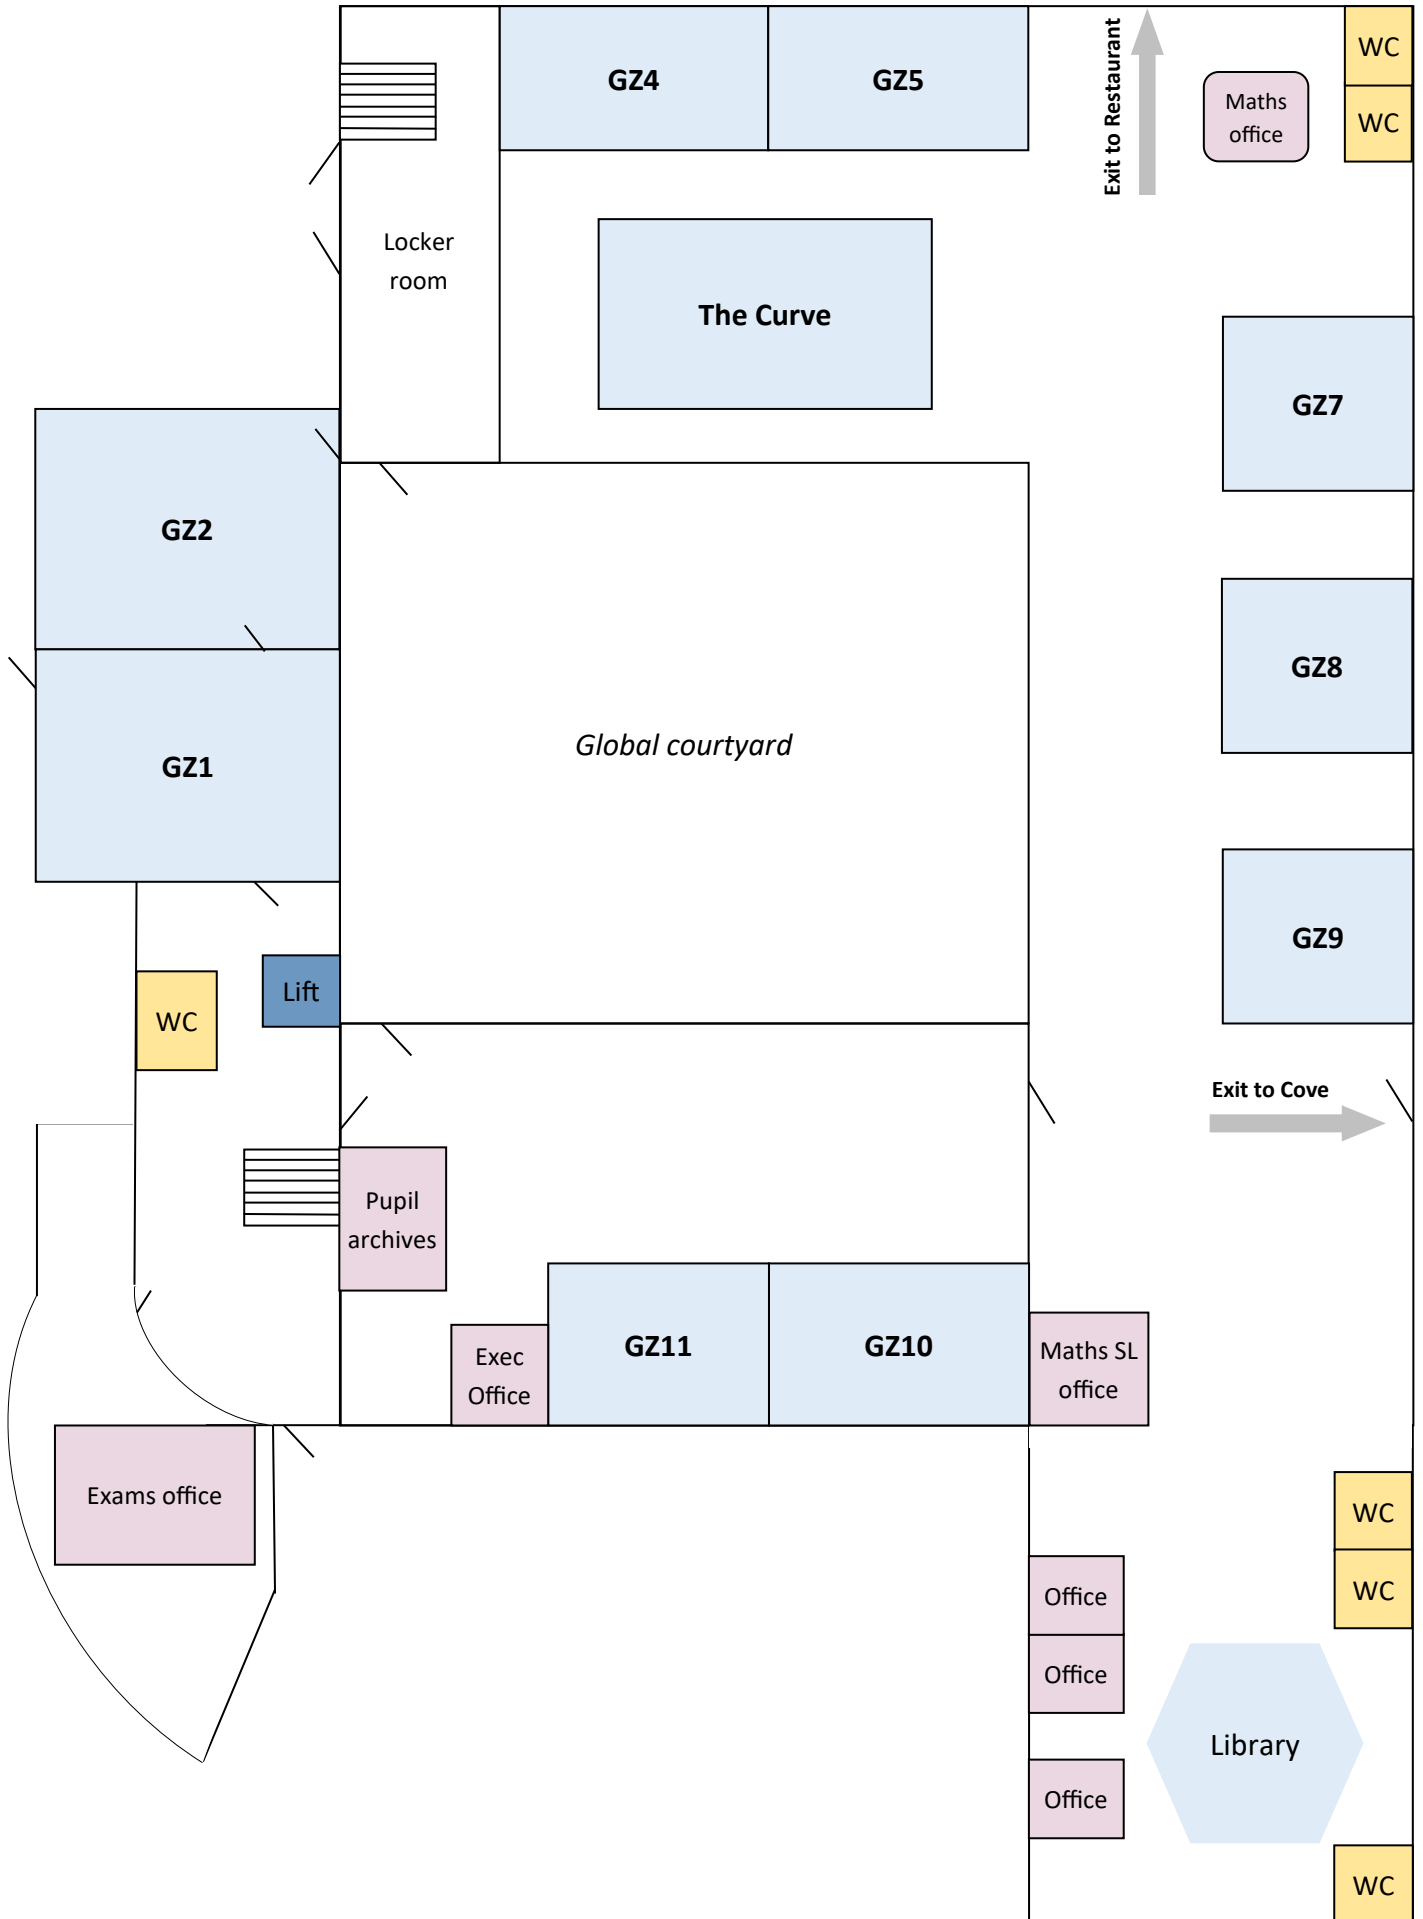 GZ4
GZ5
Exit to Restaurant
WC
Maths
office
WC
Locker
room
The Curve
GZ7
GZ2
GZ8
Global courtyard
GZ1
GZ9
Lift
WC
Exit to Cove
Pupil
archives
GZ11
GZ10
Maths SL
office
Exec
Office
Exams office
WC
Office
WC
Office
Library
Office
WC